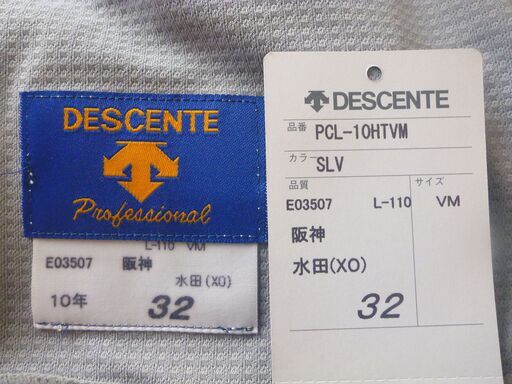 DESCENTE
Professional
L-110 VM
E03507 阪神
水田(XO)
10年 32
DESCENTE
品番 PCL-10HTVM
カラー SLV
品質 サイズ
E03507 L-110 VM
阪神
水田(XO)
32